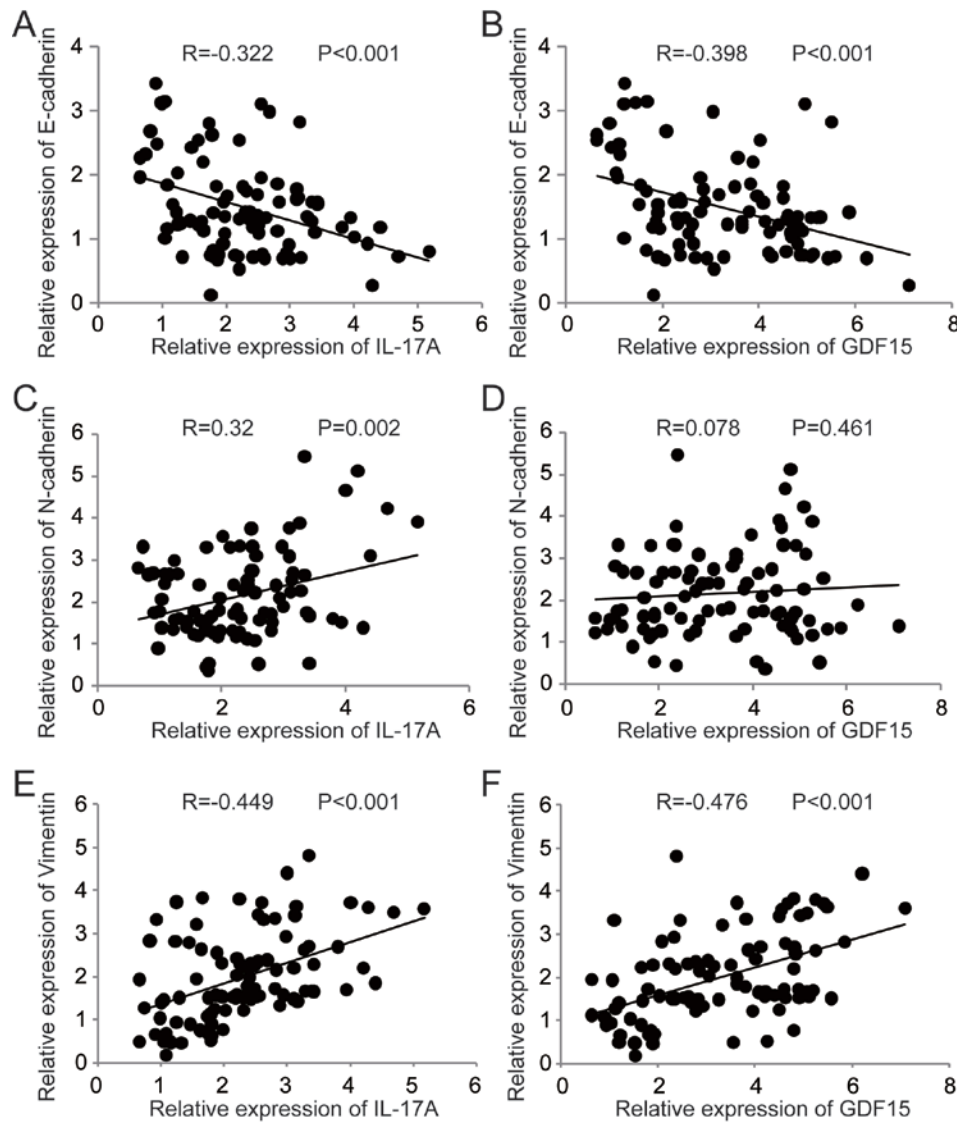 A
R=-0.322 P<0.001
Relative expression of E-cadherin
4
3
2
1
0
0 1 2 3 4 5 6
Relative expression of IL-17A
B
R=-0.398 P<0.001
Relative expression of E-cadherin
4
3
2
1
0
0 2 4 6 8
Relative expression of GDF15
C
R=0.32 P=0.002
Relative expression of N-cadherin
6
5
4
3
2
1
0
0 2 4 6
Relative expression of IL-17A
D
R=0.078 P=0.461
Relative expression of N-cadherin
6
5
4
3
2
1
0
0 2 4 6 8
Relative expression of GDF15
E
R=-0.449 P<0.001
Relative expression of Vimentin
6
5
4
3
2
1
0
0 1 2 3 4 5 6
Relative expression of IL-17A
F
R=-0.476 P<0.001
Relative expression of Vimentin
6
5
4
3
2
1
0
0 2 4 6 8
Relative expression of GDF15